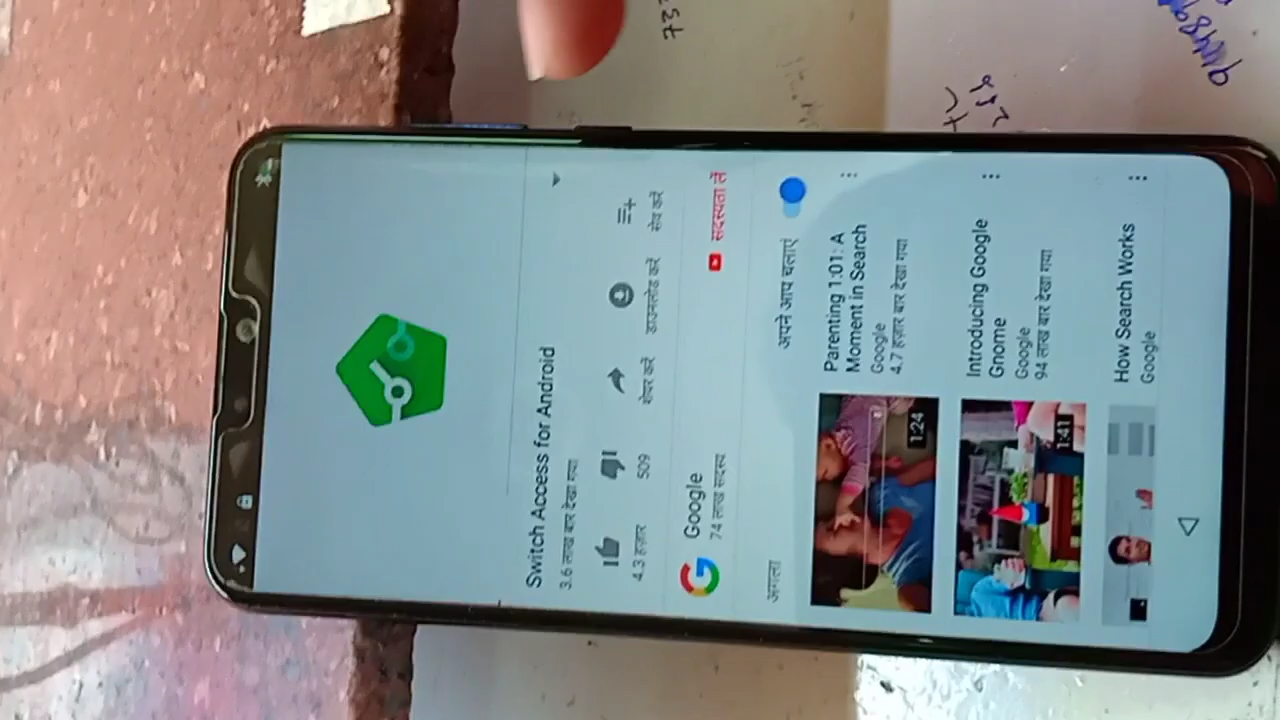 Switch Access for Android
3.6 लाख बार देखा गया
4.3 हज़ार
509
शेयर करें
डाउनलोड करें
सेव करें
Google
74 लाख सदस्य
सदस्यता लें
अगला
अपने आप चलाएं
1:24
Parenting 1:01: A
Moment in Search
Google
4.7 हज़ार बार देखा गया
1:41
Introducing Google
Gnome
Google
94 लाख बार देखा गया
How Search Works
Google